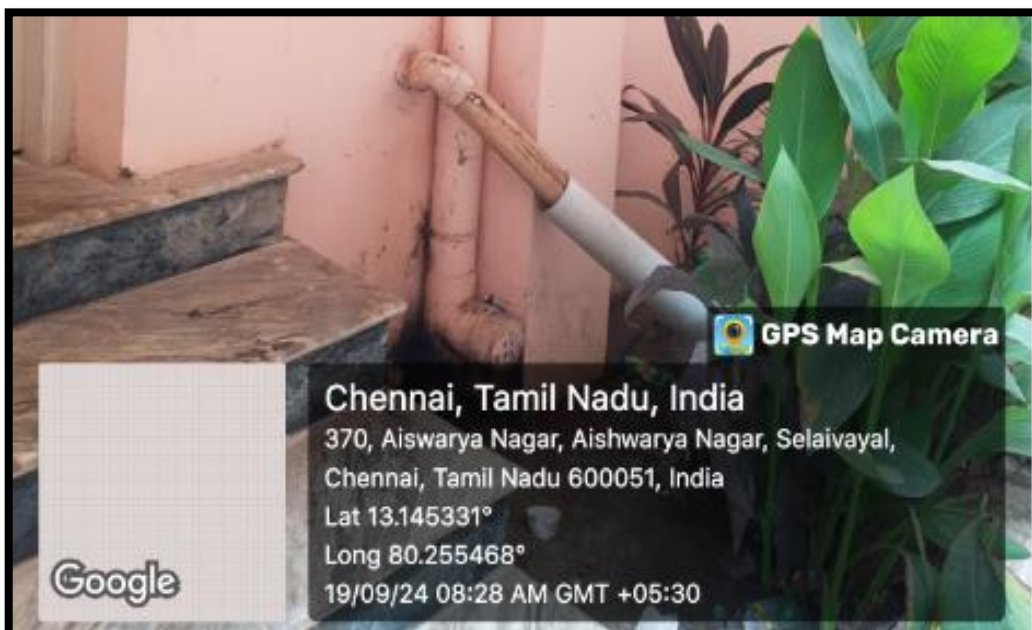 GPS Map Camera
Chennai, Tamil Nadu, India
370, Aiswarya Nagar, Aishwarya Nagar, Selaivayal,
Chennai, Tamil Nadu 600051, India
Lat 13.145331°
Long 80.255468°
19/09/24 08:28 AM GMT +05:30
Google